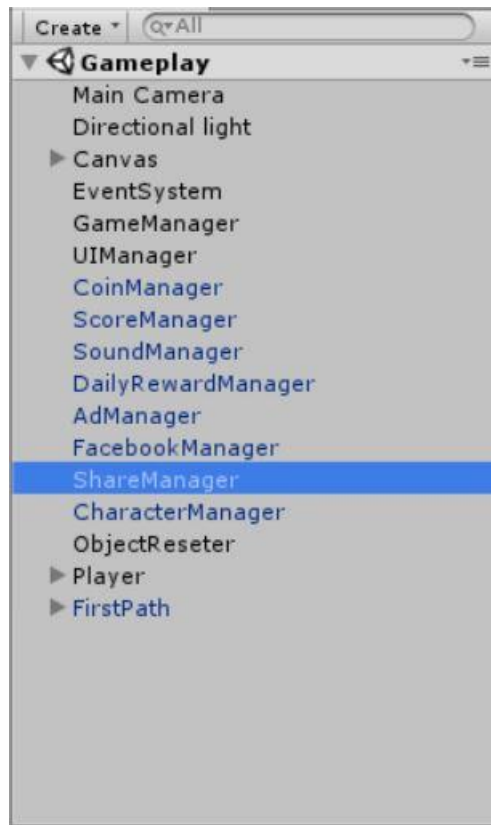 Create All
Gameplay
Main Camera
Directional light
Canvas
EventSystem
GameManager
UIManager
CoinManager
ScoreManager
SoundManager
DailyRewardManager
AdManager
FacebookManager
ShareManager
CharacterManager
ObjectReseter
Player
FirstPath